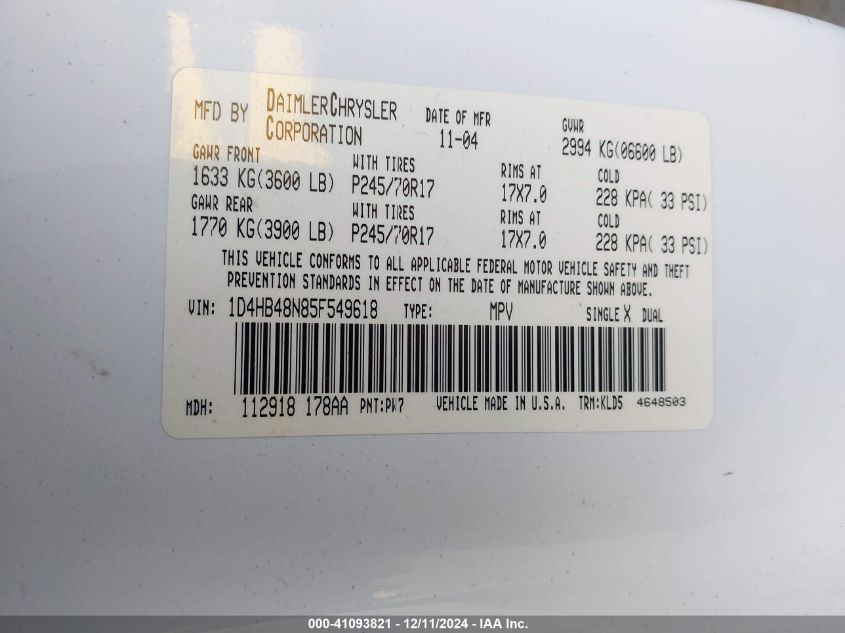 MFD BY DAIMLERCHRYSLER CORPORATION DATE OF MFR 11-04 GVWR 2994 KG(06600 LB)
GAWR FRONT WITH TIRES RIMS AT COLD
1633 KG(3600 LB) P245/70R17 17X7.0 228 KPA( 33 PSI)
GAWR REAR WITH TIRES RIMS AT COLD
1770 KG(3900 LB) P245/70R17 17X7.0 228 KPA( 33 PSI)
THIS VEHICLE CONFORMS TO ALL APPLICABLE FEDERAL MOTOR VEHICLE SAFETY AND THEFT
PREVENTION STANDARDS IN EFFECT ON THE DATE OF MANUFACTURE SHOWN ABOVE.
VIN: 1D4HB48N85F549618 TYPE: MPV SINGLE X DUAL
MDH: 112918 178AA PNT:PW7 VEHICLE MADE IN U.S.A. TRM:KLD5 4648503
000-41093821 - 12/11/2024 - IAA Inc.